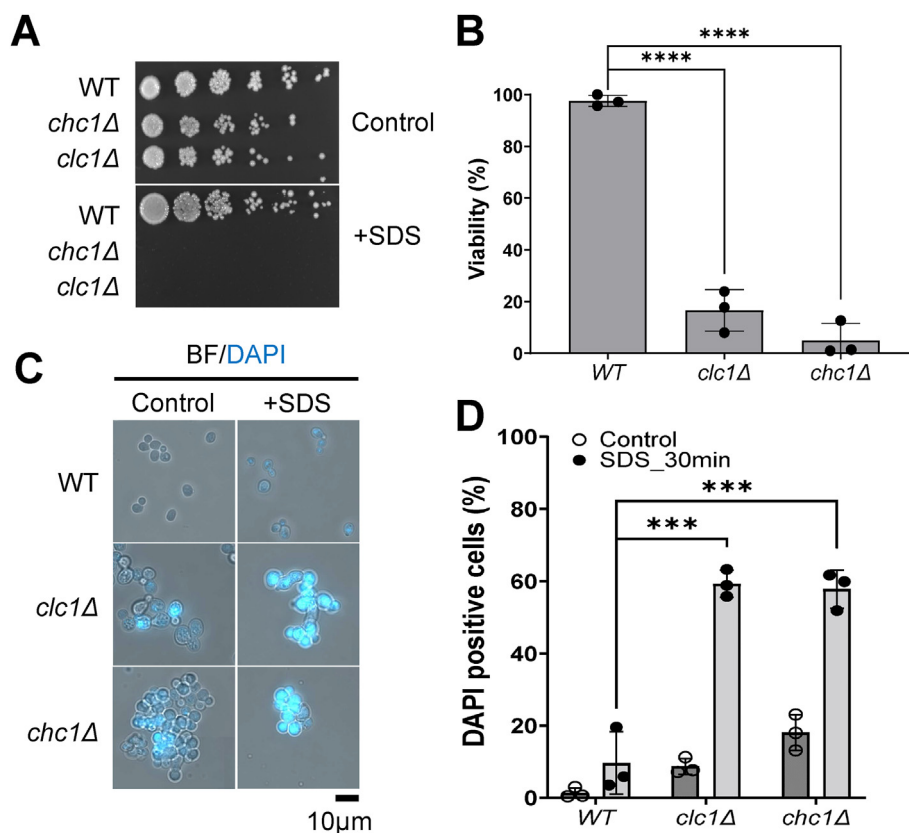 A
WT
chc1Δ
clc1Δ
Control
WT
chc1Δ
clc1Δ
+SDS
B
****
****
Viability (%)
100
80
60
40
20
0
WT
clc1Δ
chc1Δ
C
BF/DAPI
Control
+SDS
WT
clc1Δ
chc1Δ
10μm
D
Control
SDS_30min
***
***
DAPI positive cells (%)
100
80
60
40
20
0
WT
clc1Δ
chc1Δ